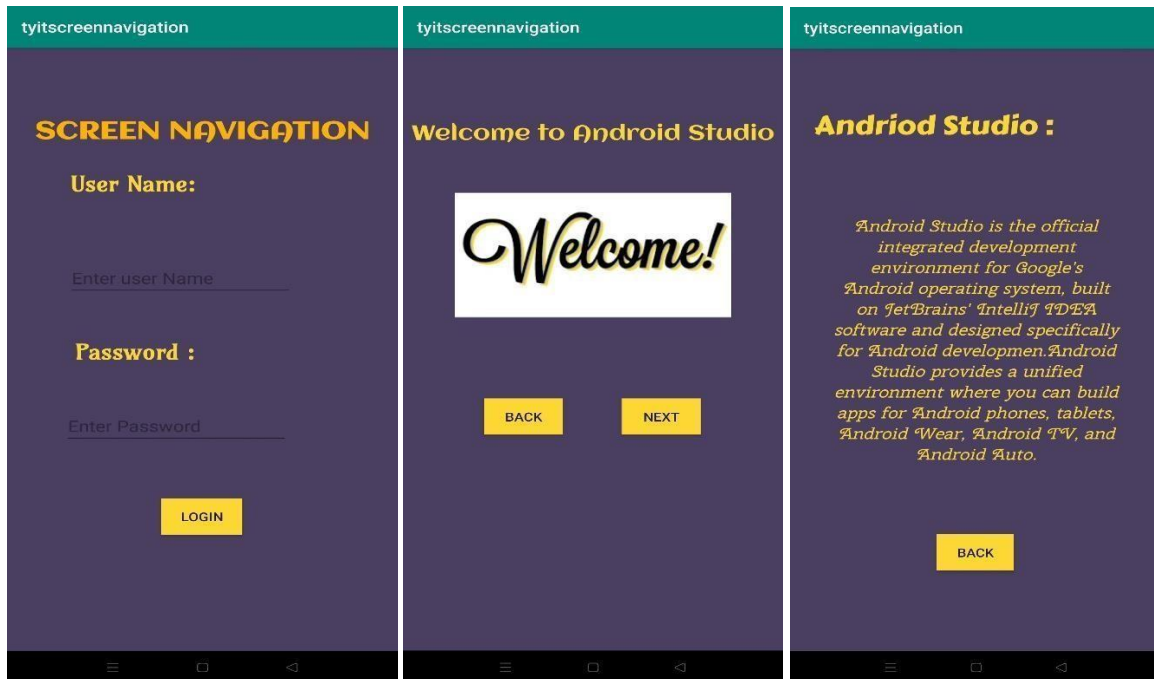 tyitscreennavigation
SCREEN NAVIGATION
User Name:
Enter user Name
Password :
Enter Password
LOGIN
tyitscreennavigation
Welcome to Android Studio
Welcome!
BACK
NEXT
tyitscreennavigation
Andriod Studio :
Android Studio is the official
integrated development
environment for Google's
Android operating system, built
on JetBrains' IntelliJ IDEA
software and designed specifically
for Android developmen.Android
Studio provides a unified
environment where you can build
apps for Android phones, tablets,
Android Wear, Android TV, and
Android Auto.
BACK